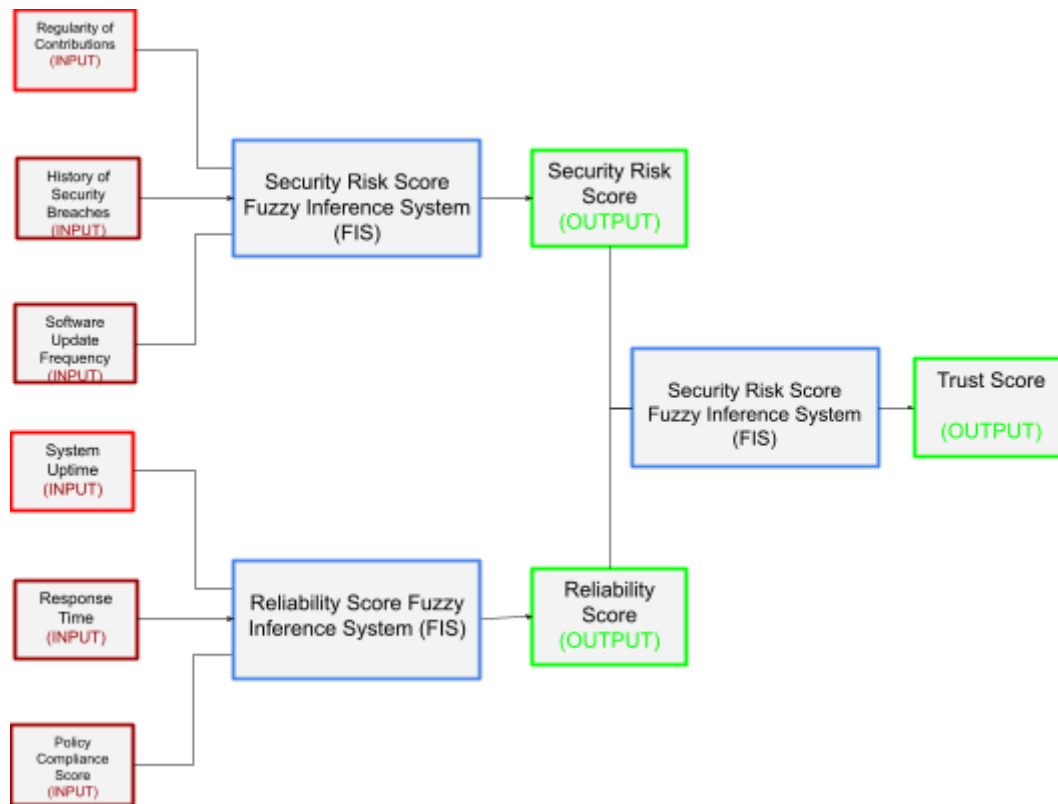 Regularity of
Contributions
(INPUT)
History of
Security
Breaches
(INPUT)
Software
Update
Frequency
(INPUT)
Security Risk Score
Fuzzy Inference System
(FIS)
Security Risk
Score
(OUTPUT)
Security Risk Score
Fuzzy Inference System
(FIS)
Trust Score
(OUTPUT)
System
Uptime
(INPUT)
Response
Time
(INPUT)
Policy
Compliance
Score
(INPUT)
Reliability Score Fuzzy
Inference System (FIS)
Reliability
Score
(OUTPUT)